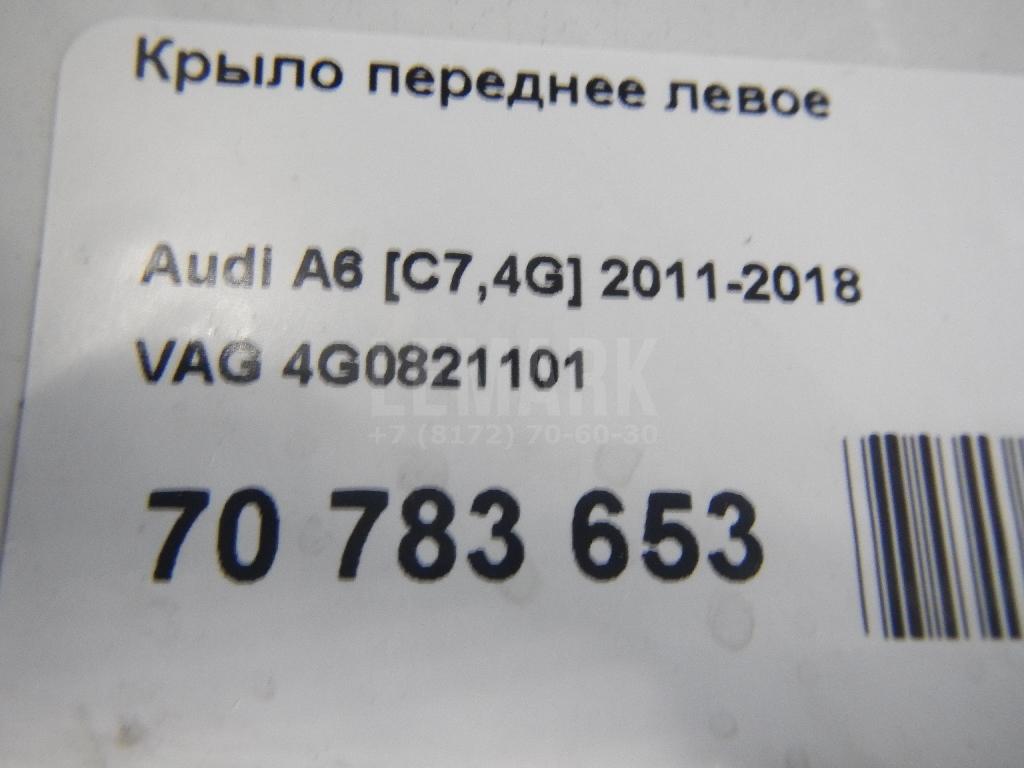 Крыло переднее левое
Audi A6 [C7,4G] 2011-2018
VAG 4G0821101
LEMARK
+7 (8172) 70-60-30
70 783 653